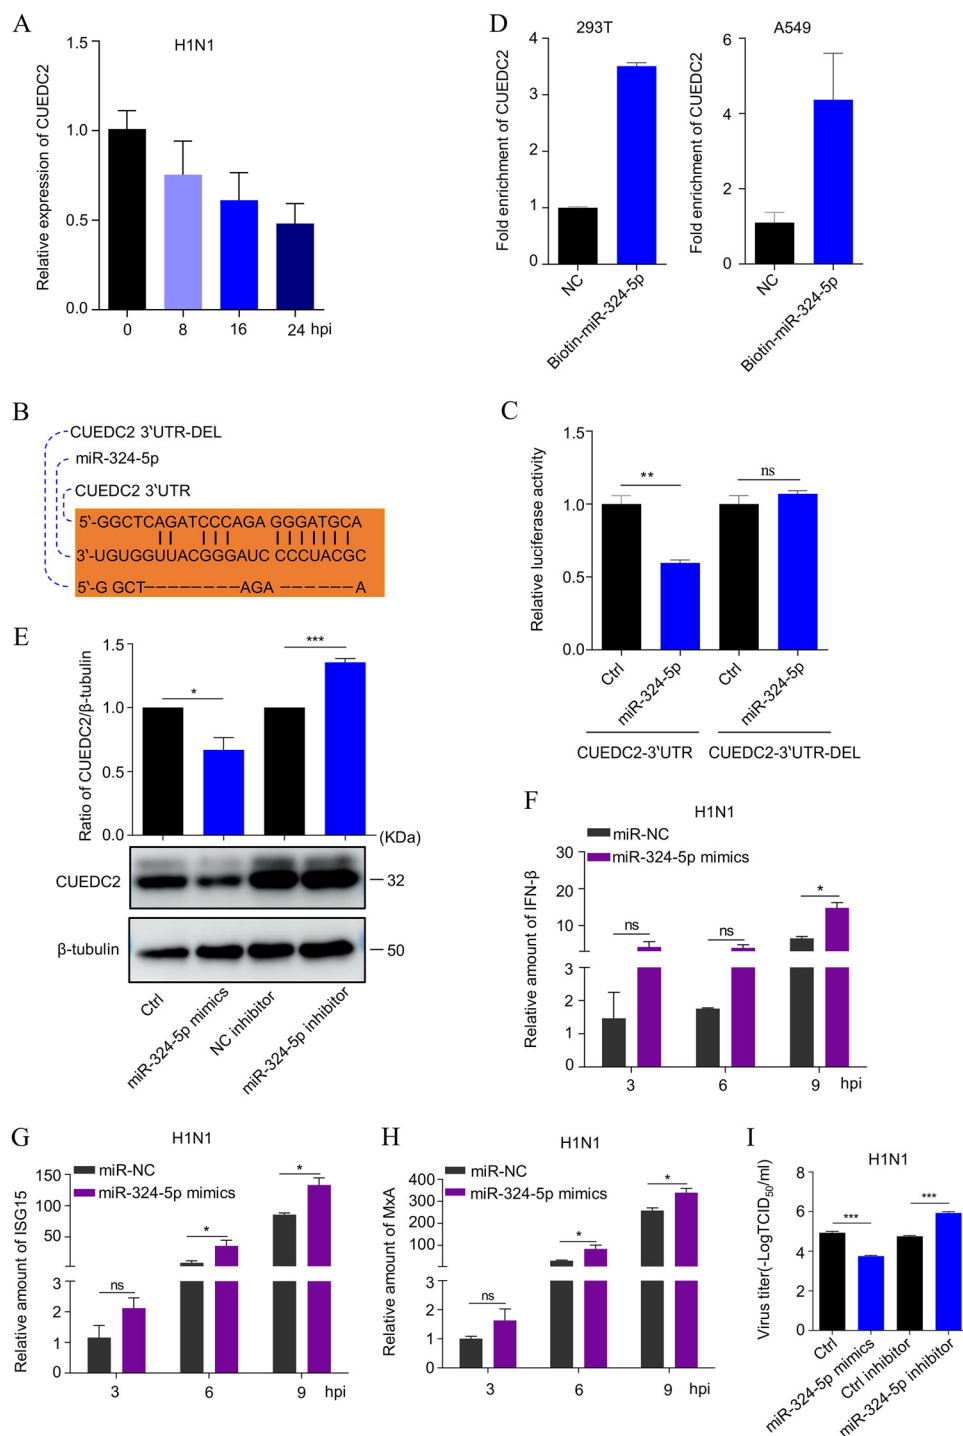 A
H1N1
Relative expression of CUEDC2
1.0
0.5
0.0
0 8 16 24 hpi
D
293T
Fold enrichment of CUEDC2
4
3
2
1
0
NC
Biotin-miR-324-5p
A549
Fold enrichment of CUEDC2
6
4
2
0
NC
Biotin-miR-324-5p
B
CUEDC2 3‵UTR-DEL
miR-324-5p
CUEDC2 3‵UTR
5‵-GGCTCAGATCCCAGA GGGATGCA
3‵-UGUGGUUACGGGAUC CCCUACGC
5‵-G GCT−−−−−−−−AGA−−−−−−−A
C
Relative luciferase activity
1.5
1.0
0.5
0.0
**
ns
Ctrl
miR-324-5p
Ctrl
miR-324-5p
CUEDC2-3‵UTR CUEDC2-3‵UTR-DEL
E
Ratio of CUEDC2/β-tubulin
1.5
1.0
0.5
0.0
*
***
(KDa)
CUEDC2
32
β-tubulin
50
Ctrl
miR-324-5p mimics
NC inhibitor
miR-324-5p inhibitor
F
H1N1
miR-NC
miR-324-5p mimics
Relative amount of IFN-β
30
20
10
3
2
1
0
ns
ns
*
3 6 9 hpi
G
H1N1
miR-NC
miR-324-5p mimics
Relative amount of ISG15
150
100
50
3
2
1
0
ns
*
*
3 6 9 hpi
H
H1N1
miR-NC
miR-324-5p mimics
Relative amount of MxA
400
300
200
100
3
2
1
0
ns
*
*
3 6 9 hpi
I
H1N1
Virus titer(-LogTCID50/ml)
8
6
4
2
0
***
***
Ctrl
miR-324-5p mimics
Ctrl inhibitor
miR-324-5p inhibitor